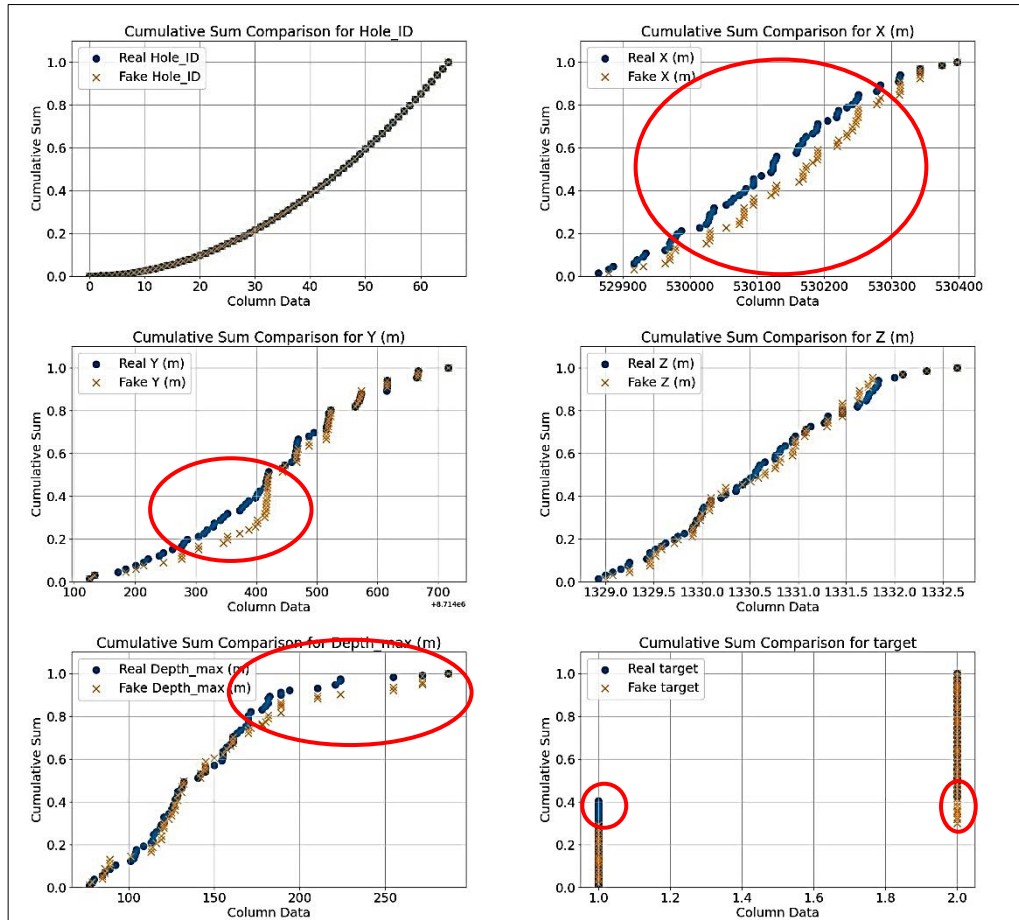 Cumulative Sum Comparison for Hole_ID
Real Hole_ID
Fake Hole_ID
Cumulative Sum
1.0
0.8
0.6
0.4
0.2
0.0
0 10 20 30 40 50 60
Column Data
Cumulative Sum Comparison for X (m)
Real X (m)
Fake X (m)
Cumulative Sum
1.0
0.8
0.6
0.4
0.2
0.0
529900 530000 530100 530200 530300 530400
Column Data
Cumulative Sum Comparison for Y (m)
Real Y (m)
Fake Y (m)
Cumulative Sum
1.0
0.8
0.6
0.4
0.2
0.0
100 200 300 400 500 600 700
+8.714e6
Column Data
Cumulative Sum Comparison for Z (m)
Real Z (m)
Fake Z (m)
Cumulative Sum
1.0
0.8
0.6
0.4
0.2
0.0
1329.0 1329.5 1330.0 1330.5 1331.0 1331.5 1332.0 1332.5
Column Data
Cumulative Sum Comparison for Depth_max (m)
Real Depth_max (m)
Fake Depth_max (m)
Cumulative Sum
1.0
0.8
0.6
0.4
0.2
0.0
100 150 200 250
Column Data
Cumulative Sum Comparison for target
Real target
Fake target
Cumulative Sum
1.0
0.8
0.6
0.4
0.2
0.0
1.0 1.2 1.4 1.6 1.8 2.0
Column Data